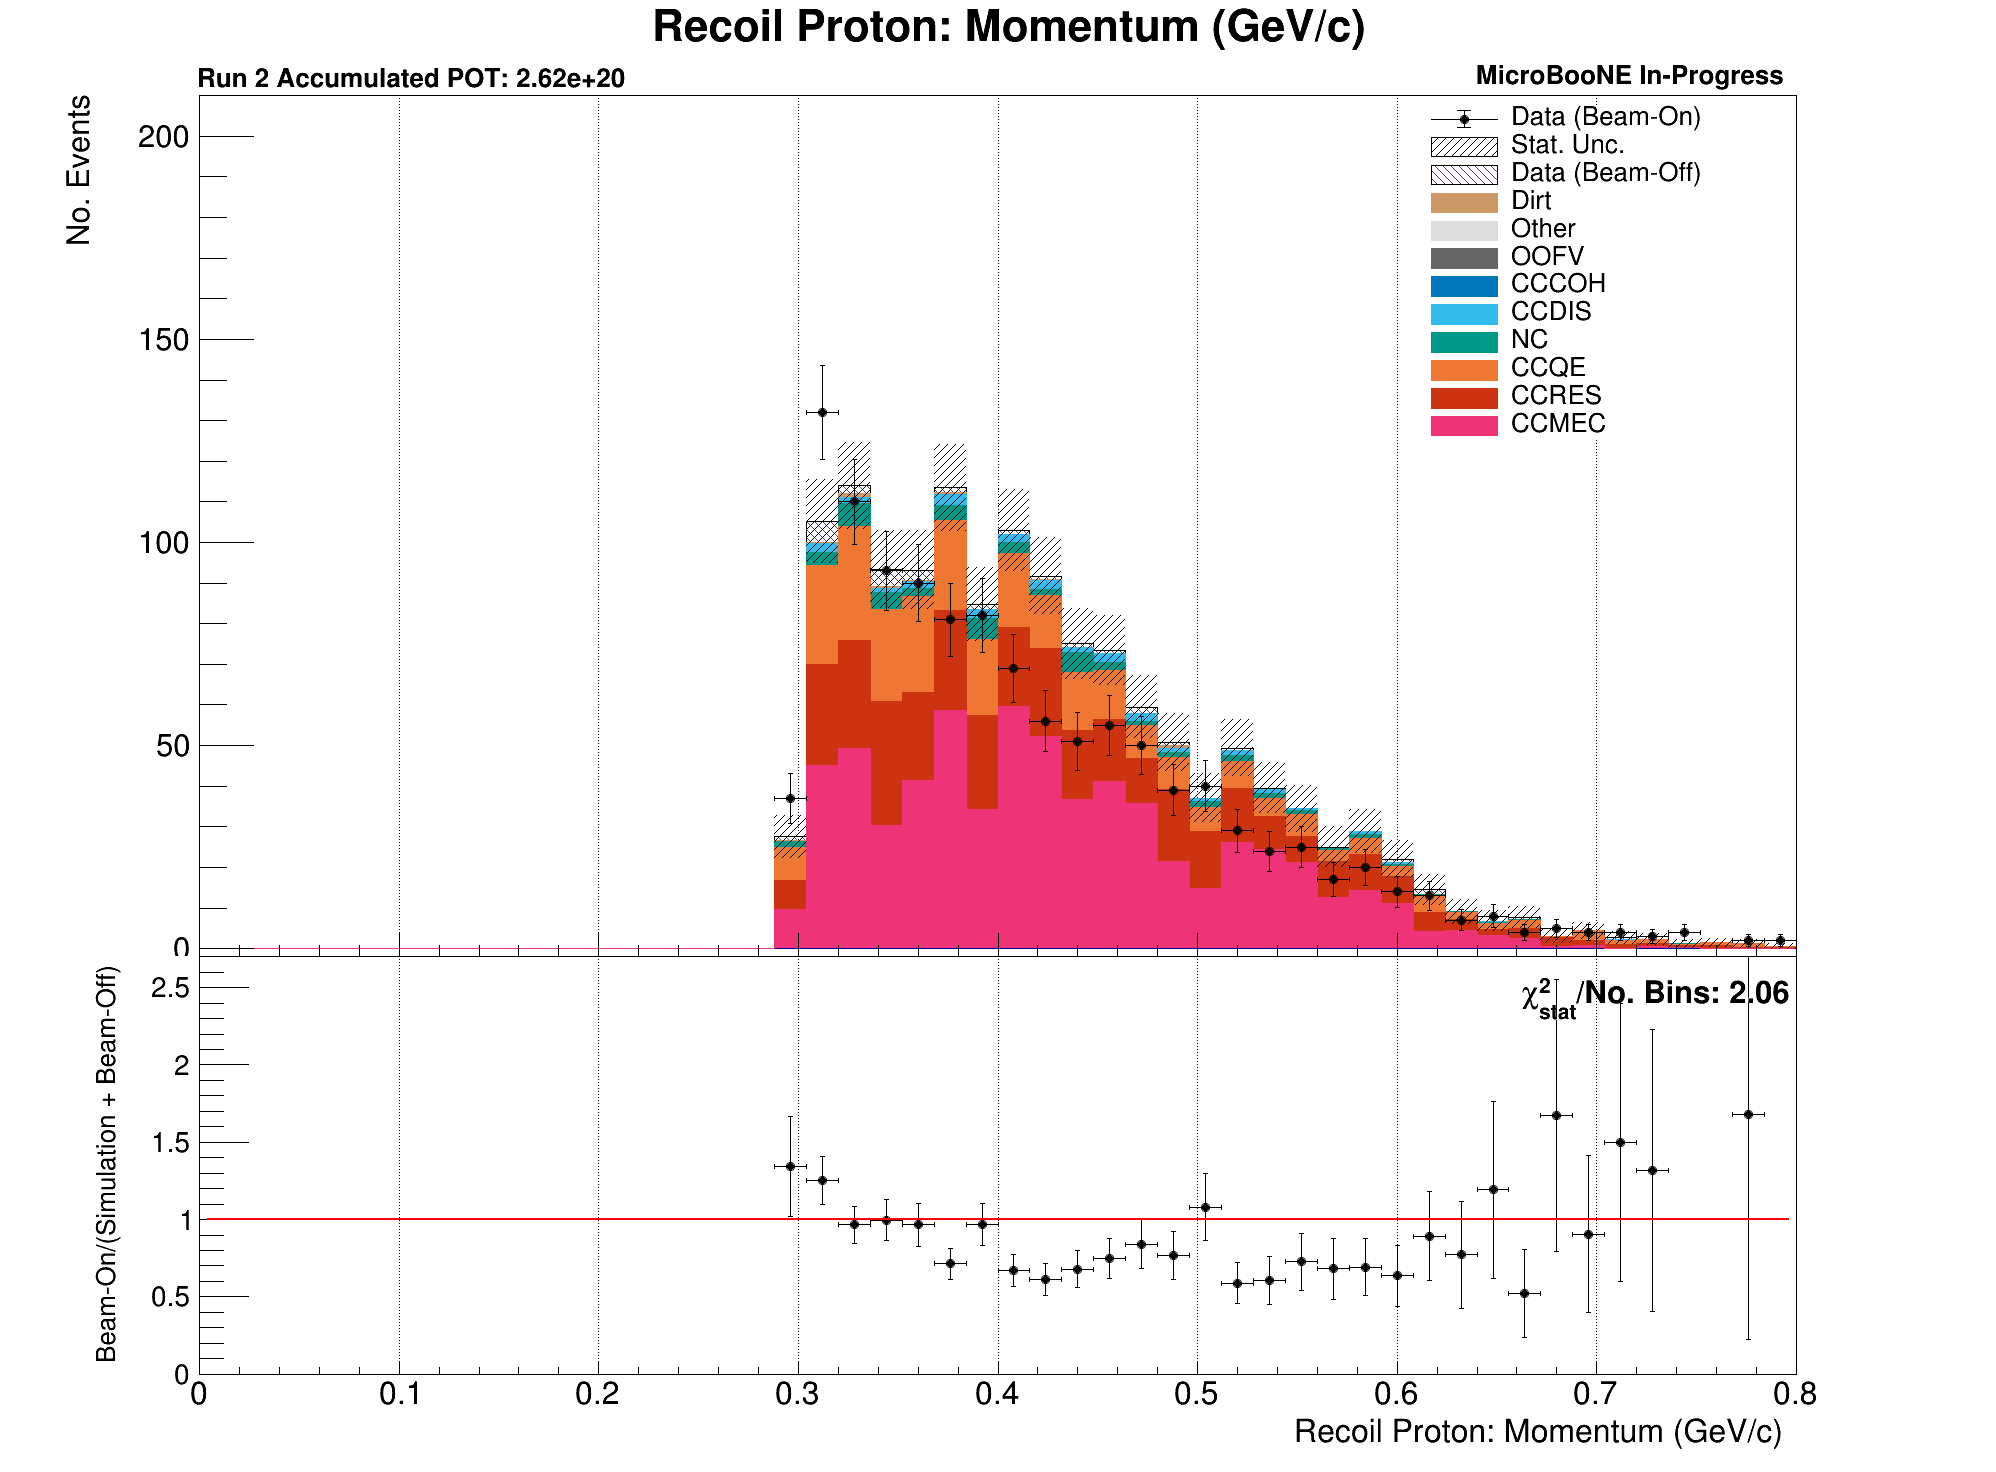 Recoil Proton: Momentum (GeV/c)
Run 2 Accumulated POT: 2.62e+20
MicroBooNE In-Progress
No. Events
200
150
100
50
0
Data (Beam-On)
Stat. Unc.
Data (Beam-Off)
Dirt
Other
OOFV
CCCOH
CCDIS
NC
CCQE
CCRES
CCMEC
Beam-On/(Simulation + Beam-Off)
2.5
2
1.5
1
0.5
0
χ²stat/No. Bins: 2.06
0 0.1 0.2 0.3 0.4 0.5 0.6 0.7 0.8
Recoil Proton: Momentum (GeV/c)